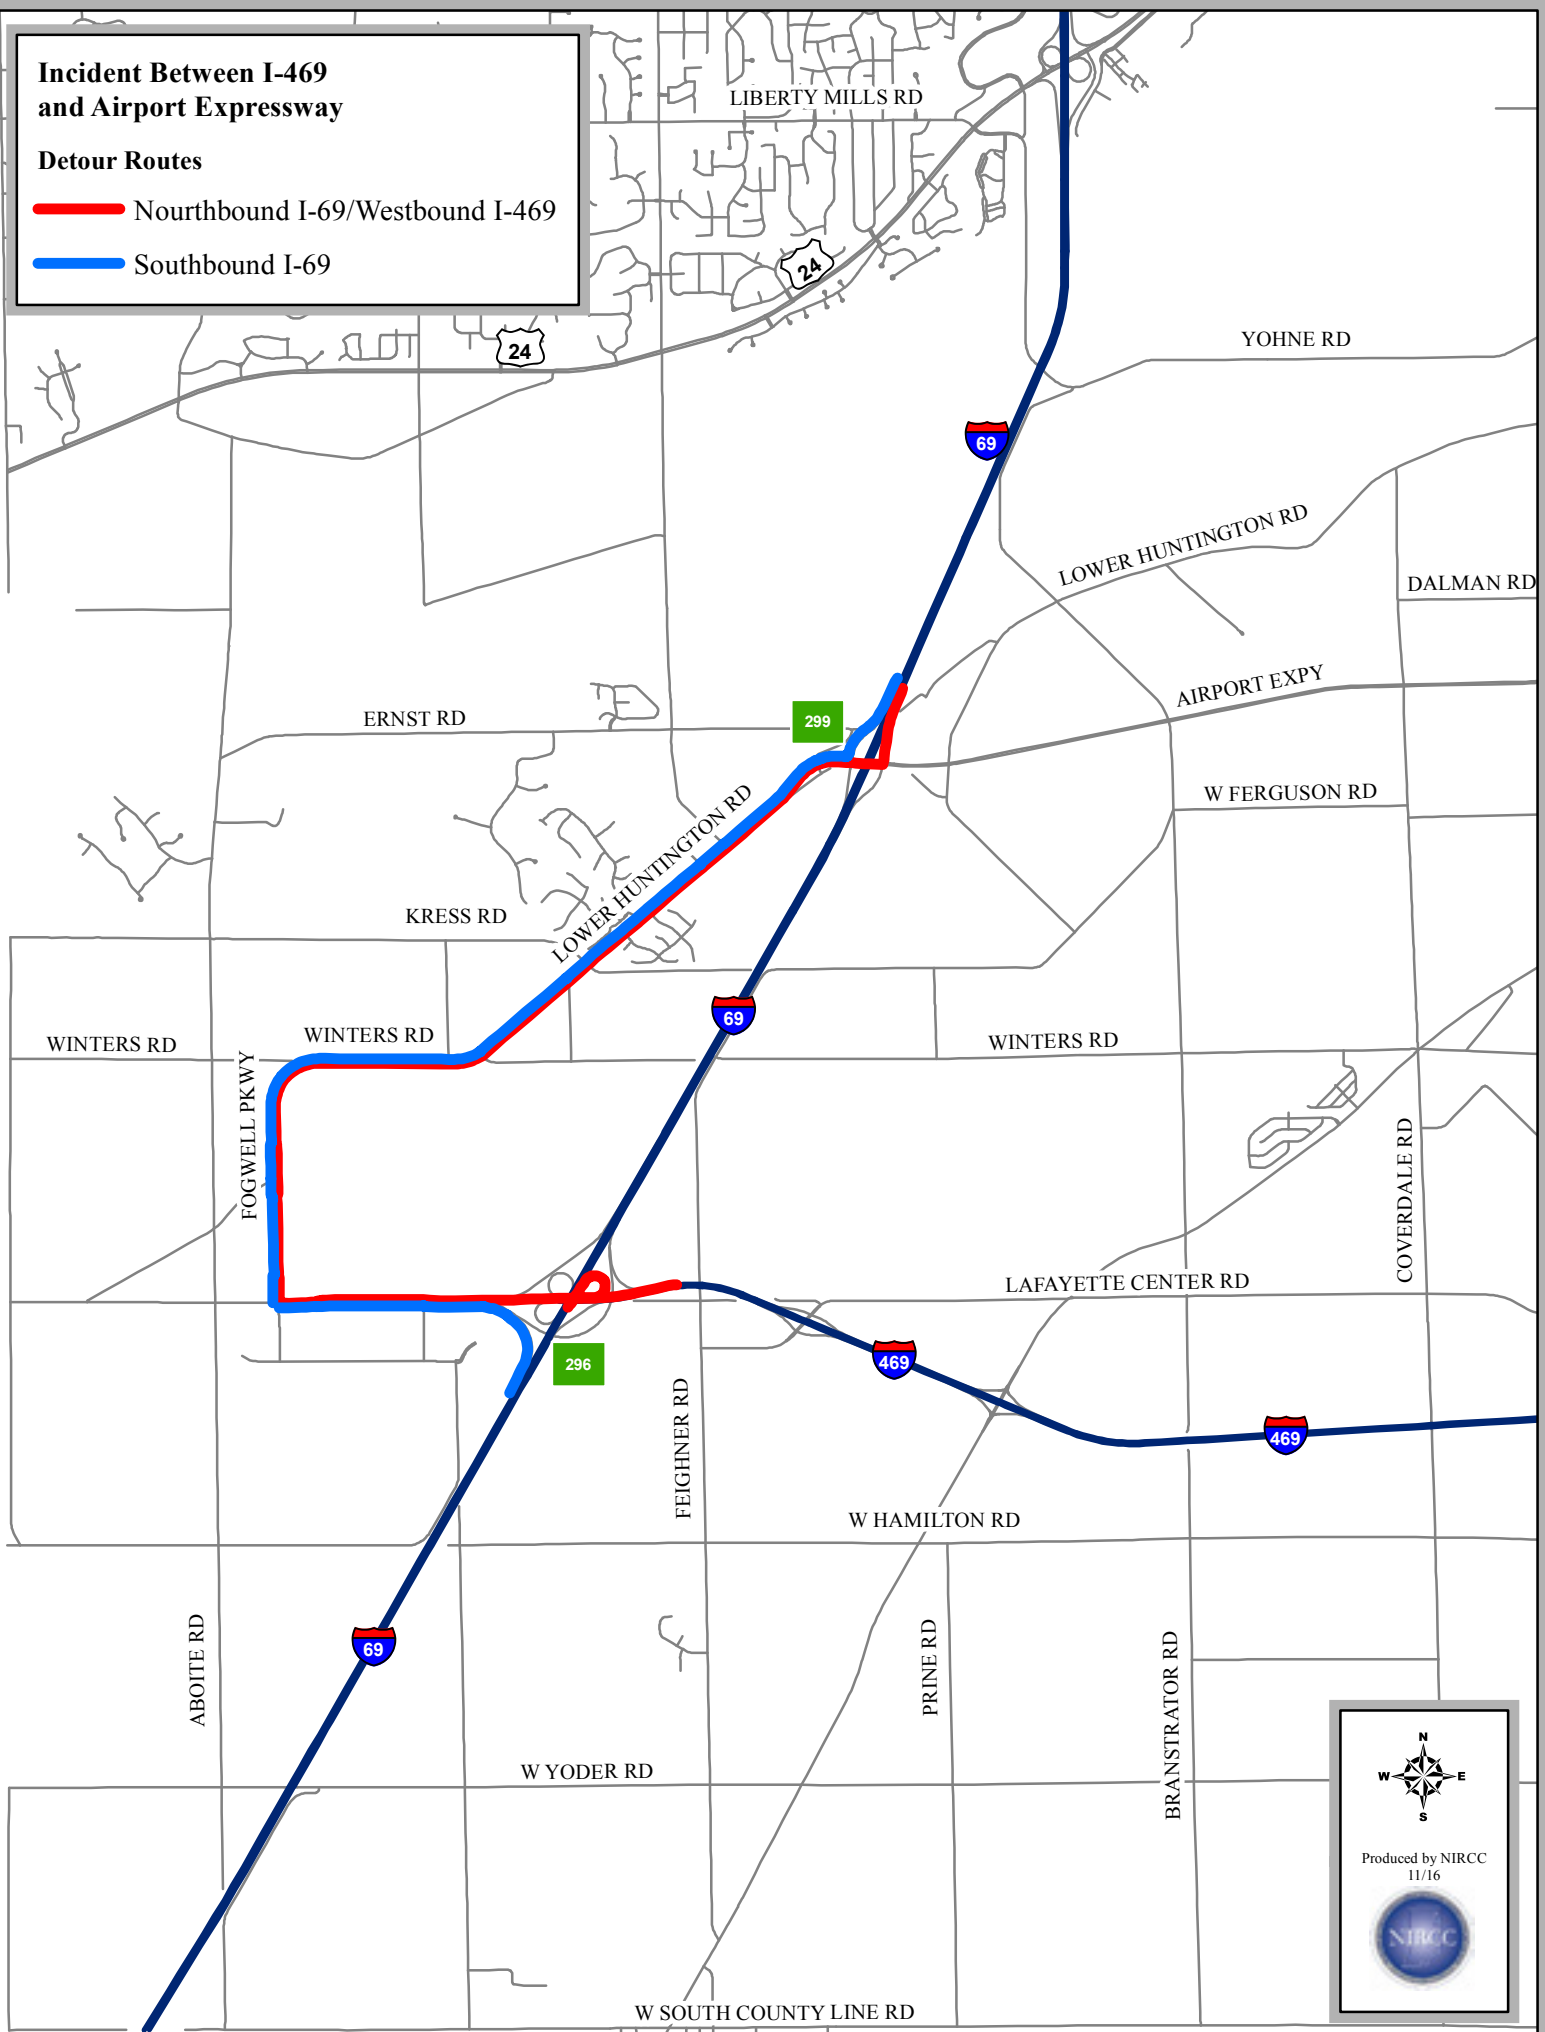 Incident Between I-469
and Airport Expressway
Detour Routes
Nourthbound I-69/Westbound I-469
Southbound I-69
LIBERTY MILLS RD
24
24
YOHNE RD
69
LOWER HUNTINGTON RD
DALMAN RD
AIRPORT EXPY
ERNST RD
299
W FERGUSON RD
LOWER HUNTINGTON RD
KRESS RD
69
WINTERS RD
WINTERS RD
WINTERS RD
FOGWELL PKWY
COVERDALE RD
LAFAYETTE CENTER RD
296
469
FEIGHNER RD
469
W HAMILTON RD
69
ABOITE RD
PRINE RD
BRANSTRATOR RD
W YODER RD
N
W E
S
Produced by NIRCC
11/16
NIRCC
W SOUTH COUNTY LINE RD